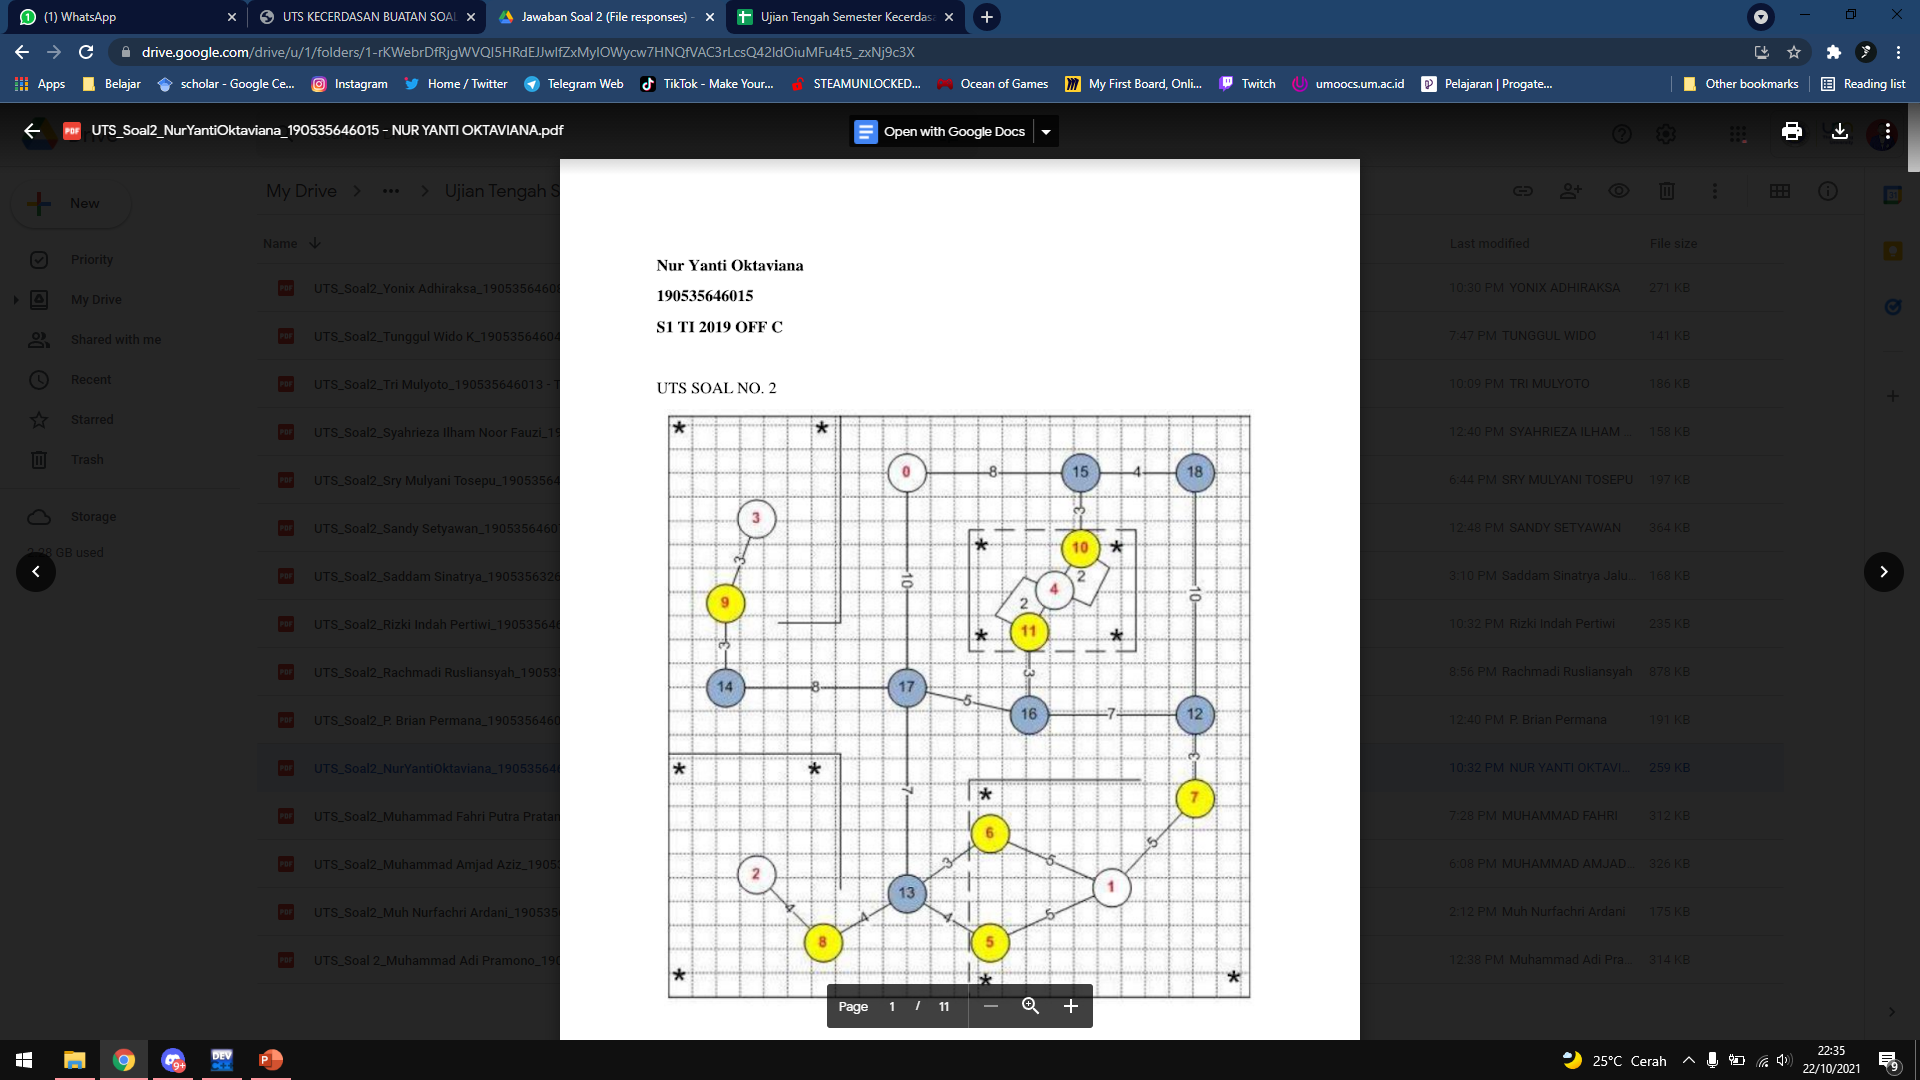 (1) WhatsApp
UTS KECERDASAN BUATAN SOAL
Jawaban Soal 2 (File responses) -
Ujian Tengah Semester Kecerdasa
drive.google.com/drive/u/1/folders/
Apps
Belajar
scholar - Google Ce...
Instagram
Home / Twitter
Telegram Web
TikTok - Make Your...
STEAMUNLOCKED...
Ocean of Games
My First Board, Onli...
Twitch
umoocs.um.ac.id
Pelajaran | Progate...
Other bookmarks
Reading list
PDF UTS_Soal2_NurYantiOktaviana_190535646015 - NUR YANTI OKTAVIANA.pdf
Open with Google Docs
New
My Drive > ••• > Ujian Tengah S
Name
Last modified
File size
Priority
My Drive
Shared with me
Recent
Starred
Trash
Storage
GB used
UTS_Soal2_Yonix Adhiraksa_1905356460
10:30 PM YONIX ADHIRAKSA 271 KB
UTS_Soal2_Tunggul Wido K_19053564604
7:47 PM TUNGGUL WIDO 141 KB
UTS_Soal2_Tri Mulyoto_190535646013 - T
10:09 PM TRI MULYOTO 186 KB
UTS_Soal2_Syahrieza Ilham Noor Fauzi_19
12:40 PM SYAHRIEZA ILHAM ... 158 KB
UTS_Soal2_Sry Mulyani Tosepu_19053564
6:44 PM SRY MULYANI TOSEPU 197 KB
UTS_Soal2_Sandy Setyawan_190535646
12:48 PM SANDY SETYAWAN 364 KB
UTS_Soal2_Saddam Sinatrya_1905356326
3:10 PM Saddam Sinatrya Jalu... 168 KB
UTS_Soal2_Rizki Indah Pertiwi_190535646
10:32 PM Rizki Indah Pertiwi 235 KB
UTS_Soal2_Rachmadi Rusliansyah_19053
8:56 PM Rachmadi Rusliansyah 878 KB
UTS_Soal2_P. Brian Permana_1905356460
12:40 PM P. Brian Permana 191 KB
UTS_Soal2_NurYantiOktaviana_190535646
10:32 PM NUR YANTI OKTAVI... 259 KB
UTS_Soal2_Muhammad Fahri Putra Pratam
7:28 PM MUHAMMAD FAHRI 312 KB
UTS_Soal2_Muhammad Amjad Aziz_1905
6:08 PM MUHAMMAD AMJAD... 326 KB
UTS_Soal2_Muh Nurfachri Ardani_190535
2:12 PM Muh Nurfachri Ardani 175 KB
UTS_Soal 2_Muhammad Adi Pramono_190
12:38 PM Muhammad Adi Pra... 314 KB
Nur Yanti Oktaviana
190535646015
S1 TI 2019 OFF C
UTS SOAL NO. 2
* *
0 8 15 4 18
3
3
* 10 *
3
2
10
4
10
9
2
11
* *
3
3
14 8 17
5
16 7 12
* *
3
*
7
7
6
5
5
2
3
1
13
4
4
4
5
8
5
* * *
Page 1 / 11
DEV
9+
25°C Cerah
22:35
22/10/2021
9